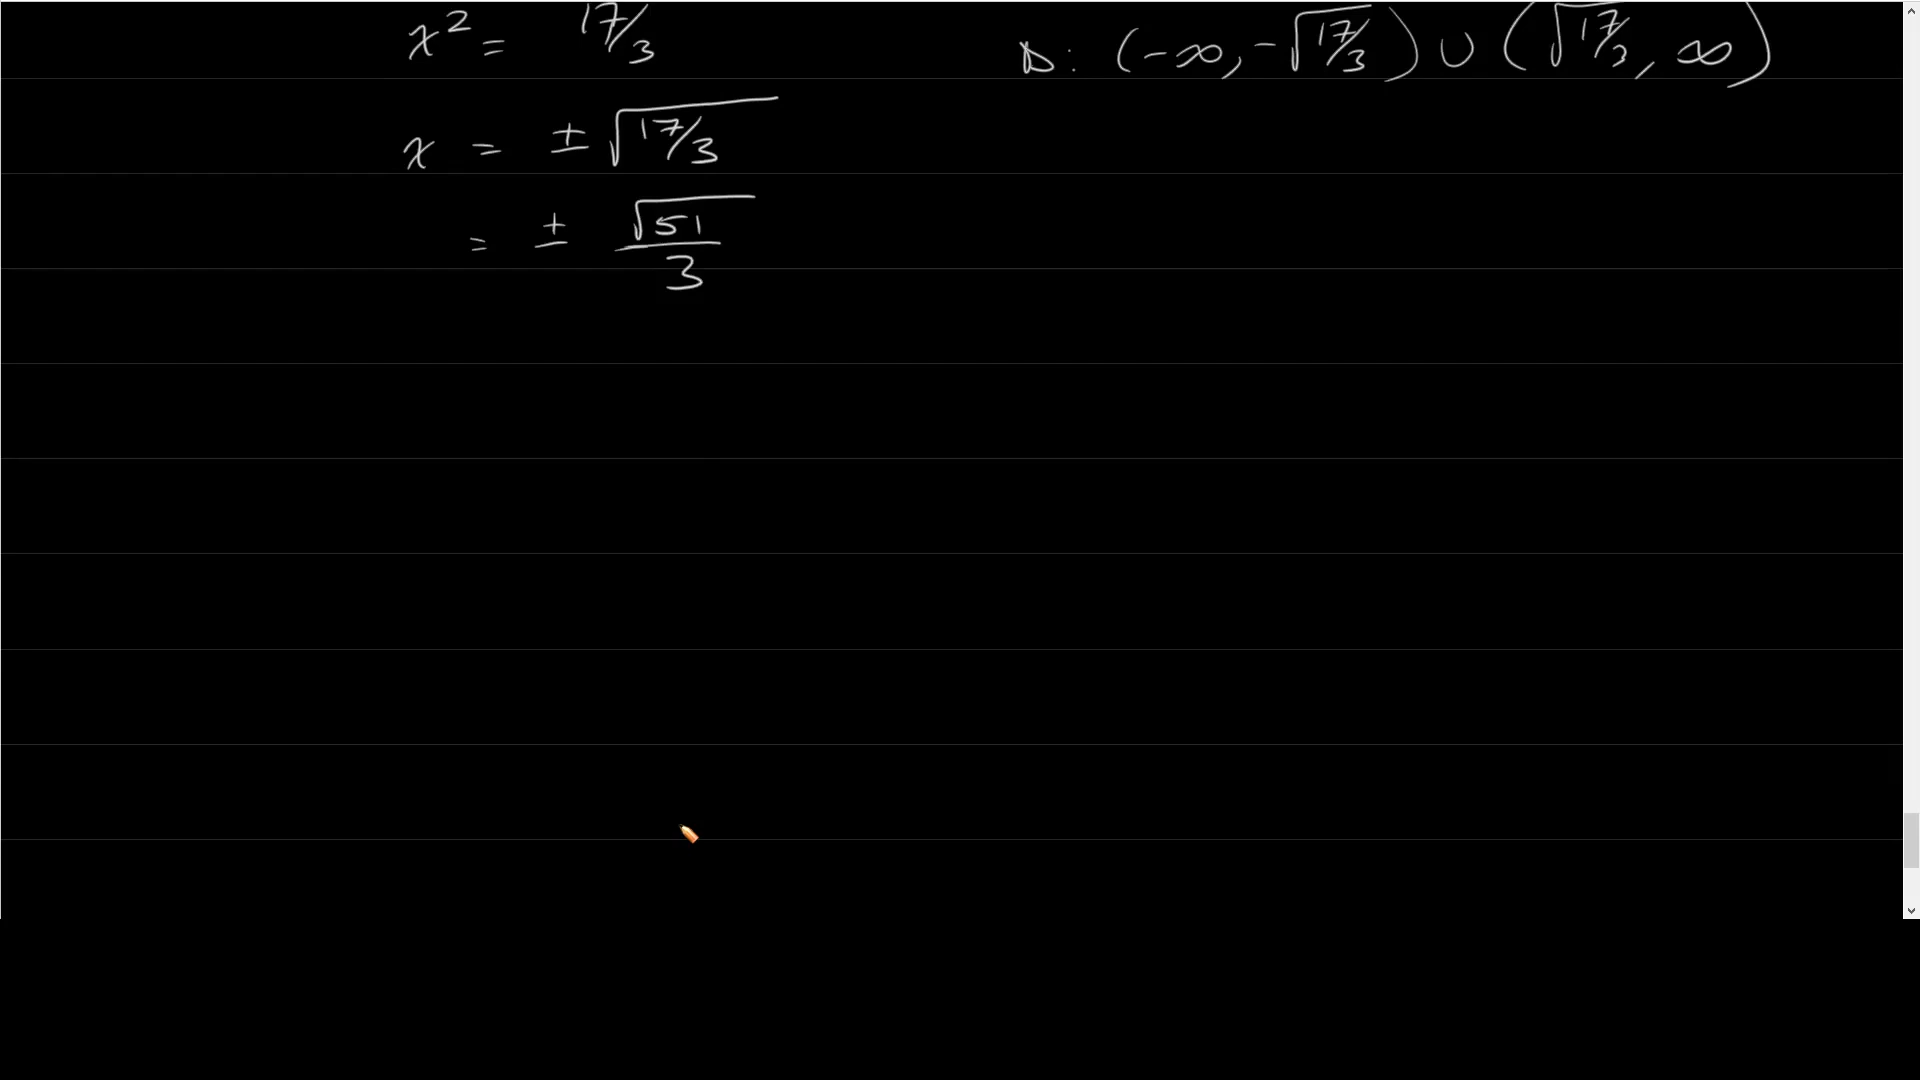 x² = 17/3
D: (-∞, -√17/3) ∪ (√17/3, ∞)
x = ± √17/3
= ± √51/3